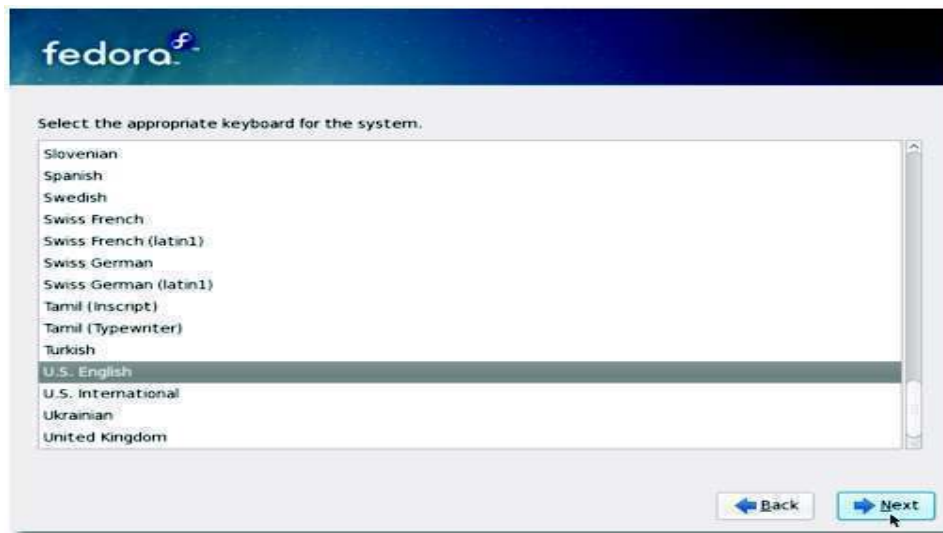 fedora
Select the appropriate keyboard for the system.
Slovenian
Spanish
Swedish
Swiss French
Swiss French (latin1)
Swiss German
Swiss German (latin1)
Tamil (Inscript)
Tamil (Typewriter)
Turkish
U.S. English
U.S. International
Ukrainian
United Kingdom
Back
Next